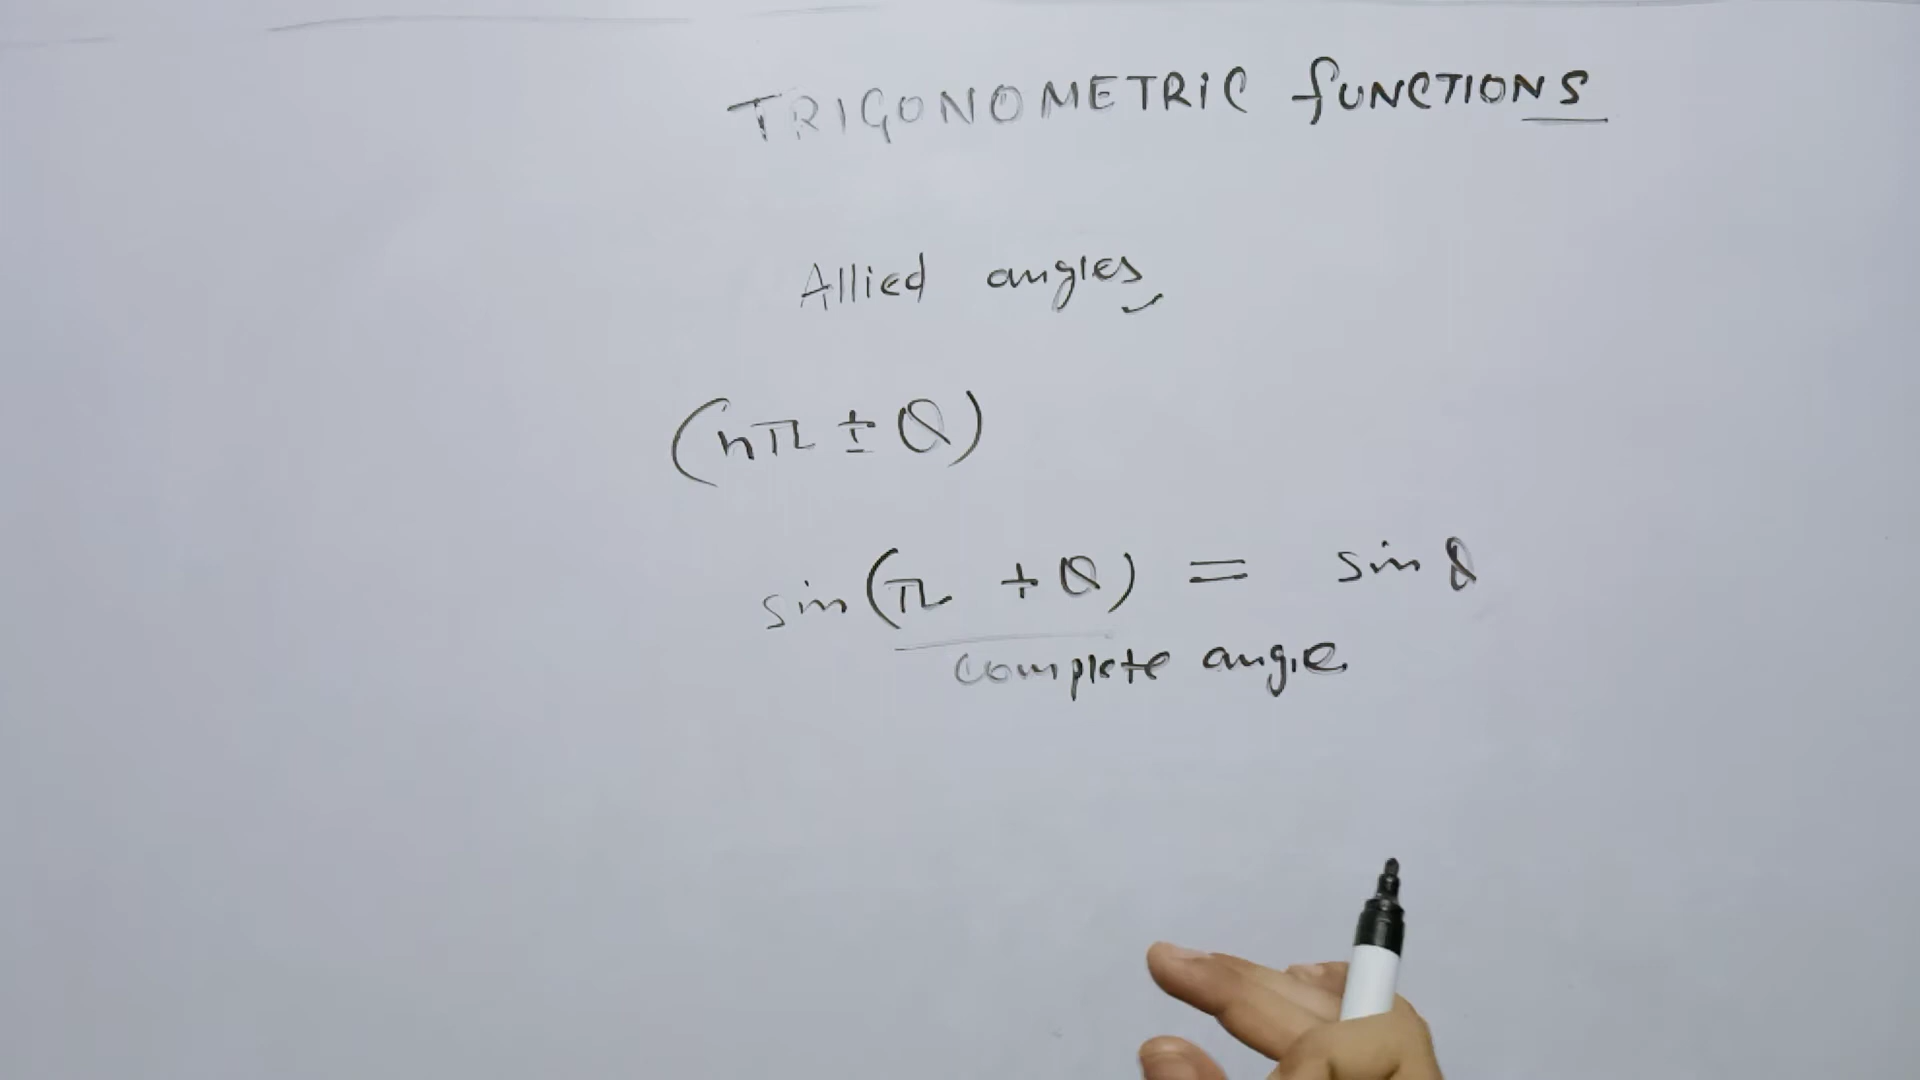 TRIGONOMETRIC fUNCTIONS
Allied angles
(nπ ± θ)
sin(π + θ) = sin θ
complete angle